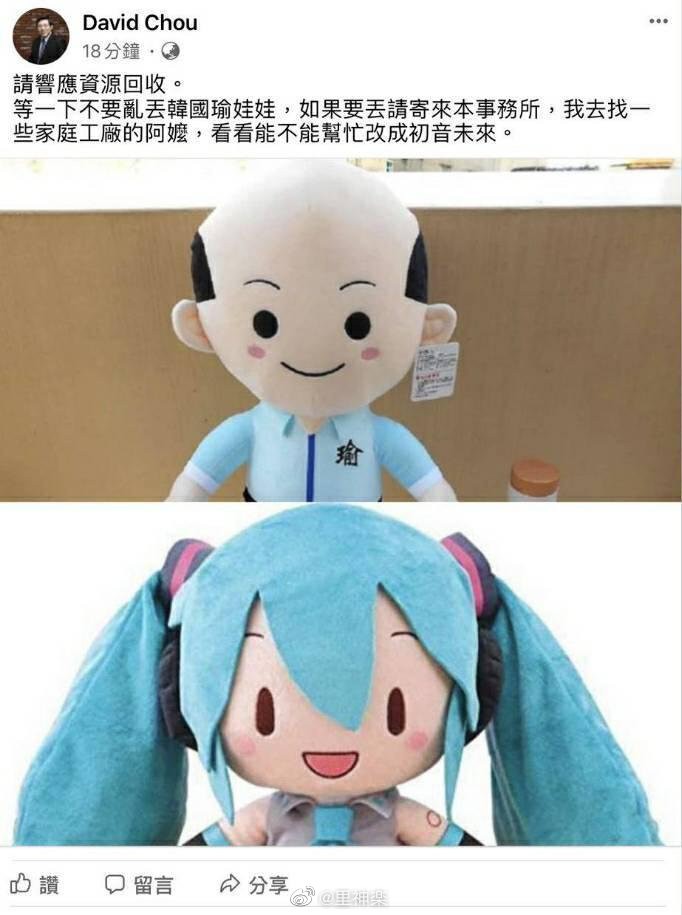 David Chou
18分鐘
請響應資源回收。
等一下不要亂丟韓國瑜娃娃，如果要丟請寄來本事務所，我去找一
些家庭工廠的阿嬤，看看能不能幫忙改成初音未來。
瑜
讚 留言 分享
@里神楽